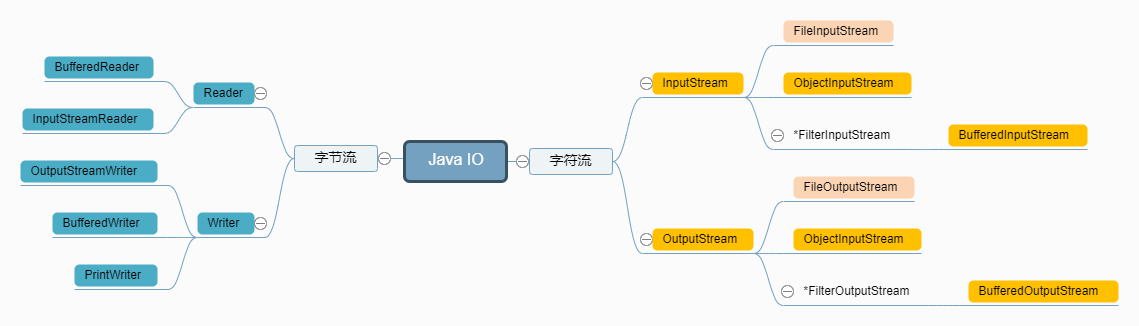 Java IO
字节流
Reader
BufferedReader
InputStreamReader
Writer
OutputStreamWriter
BufferedWriter
PrintWriter
字符流
InputStream
FileInputStream
ObjectInputStream
*FilterInputStream
BufferedInputStream
OutputStream
FileOutputStream
ObjectInputStream
*FilterOutputStream
BufferedOutputStream